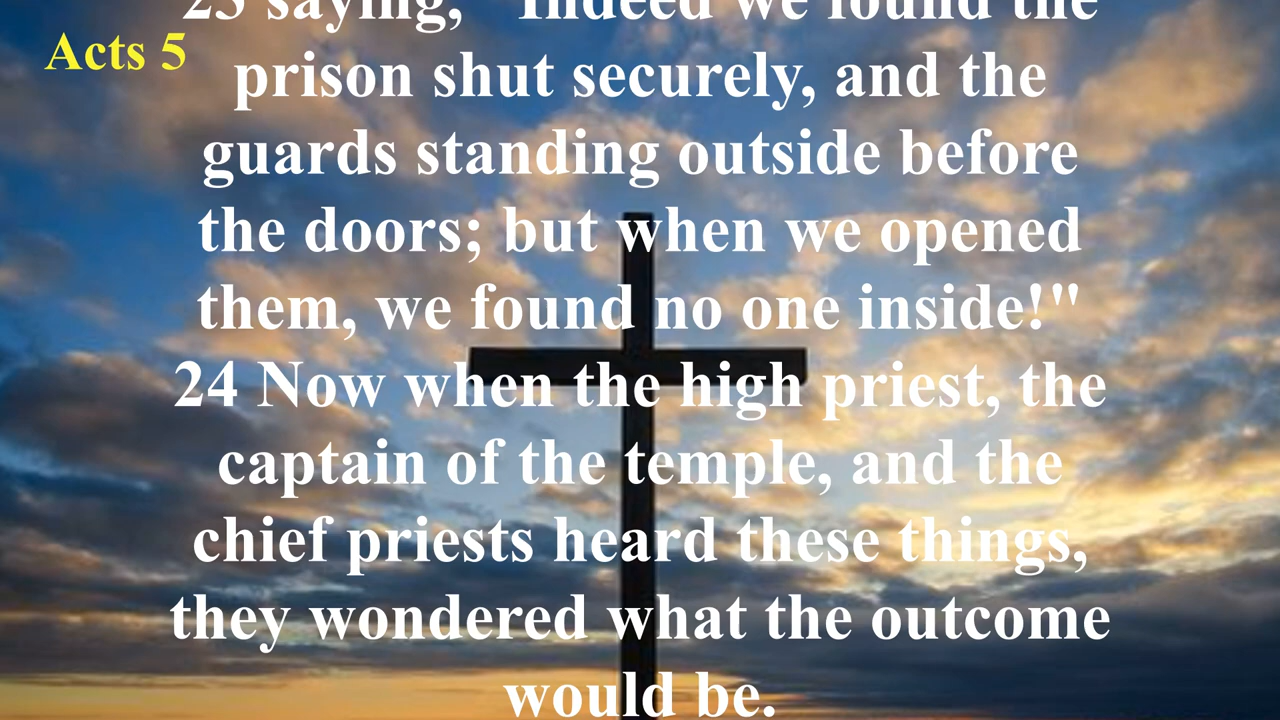 Acts 5
23 saying, "Indeed we found the
prison shut securely, and the
guards standing outside before
the doors; but when we opened
them, we found no one inside!"
24 Now when the high priest, the
captain of the temple, and the
chief priests heard these things,
they wondered what the outcome
would be.